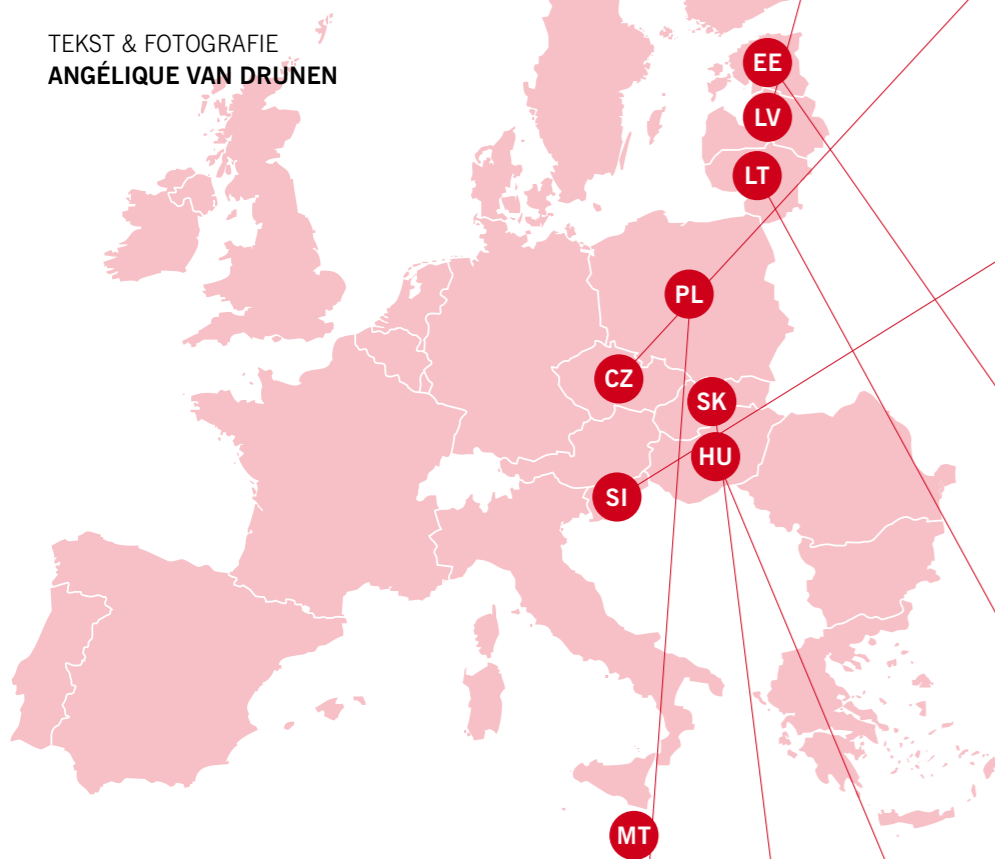 TEKST & FOTOGRAFIE
ANGÉLIQUE VAN DRUNEN
EE
LV
LT
PL
CZ
SK
HU
SI
MT